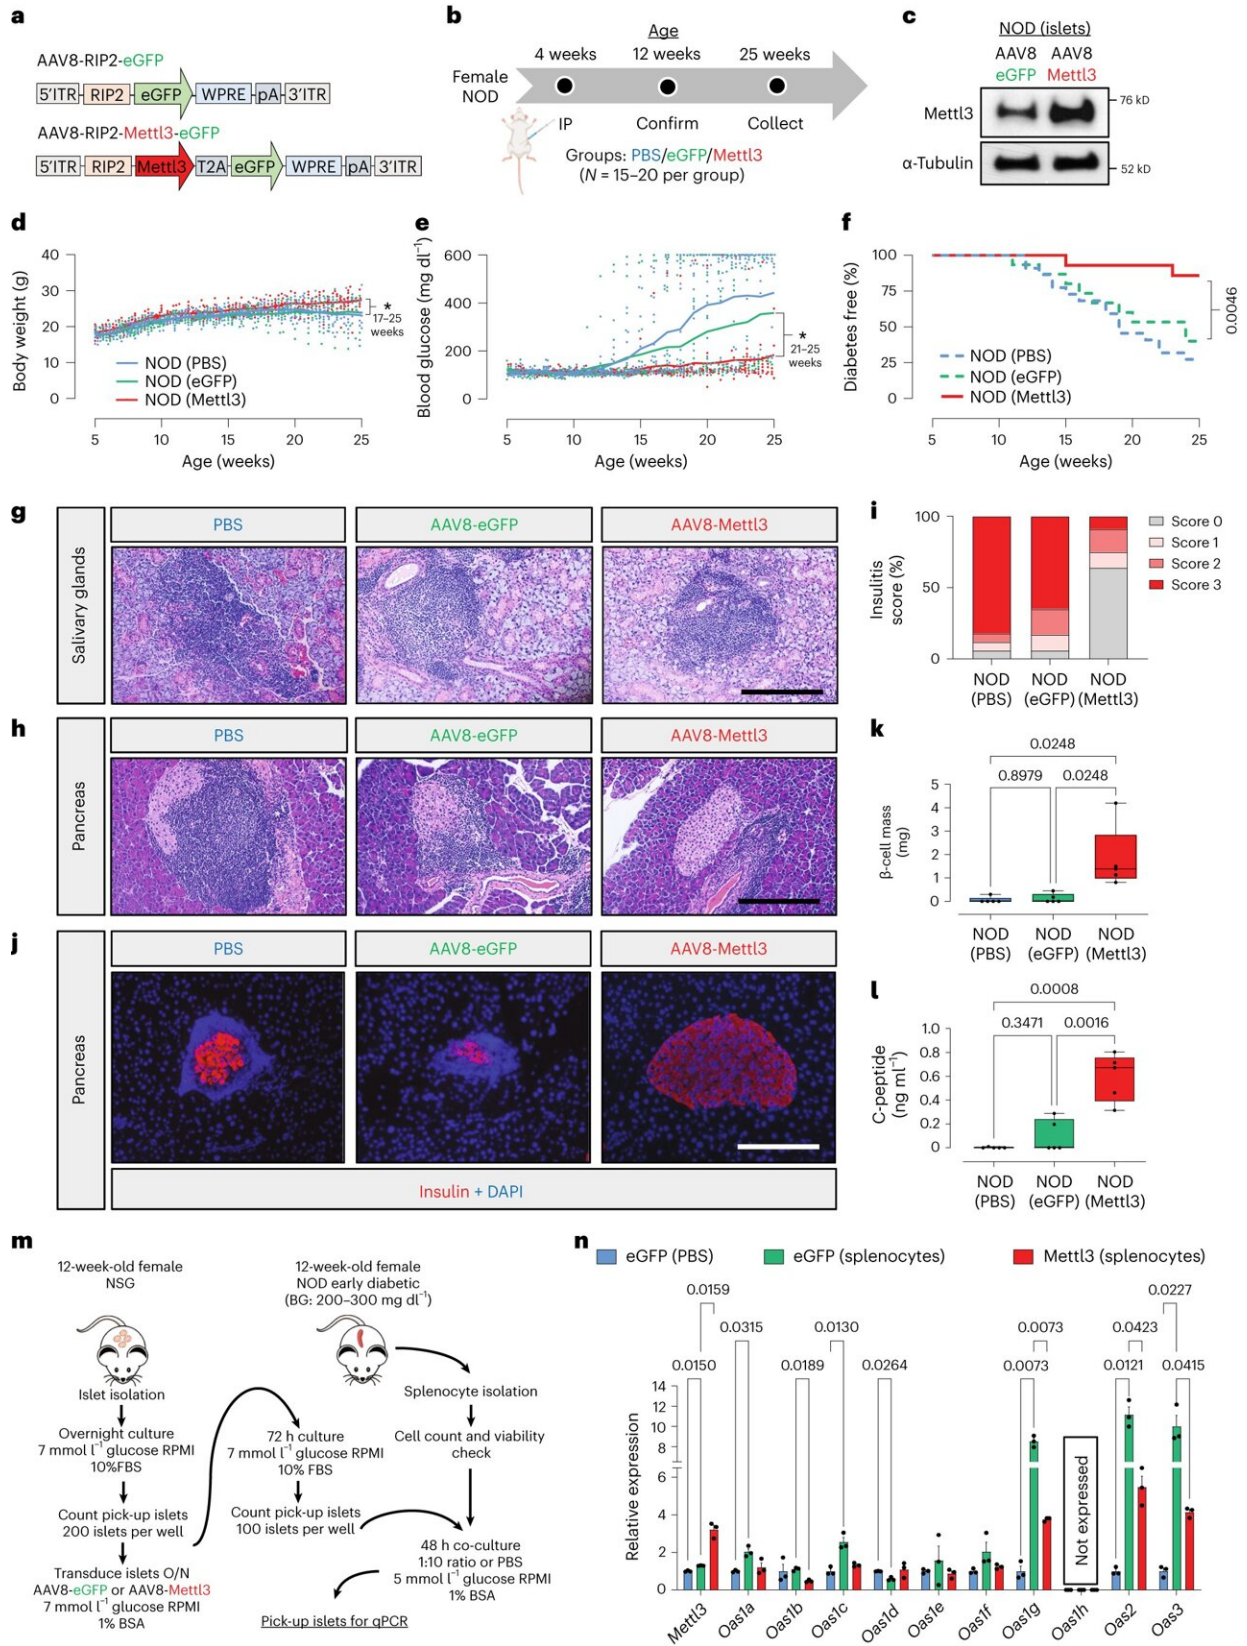 a
AAV8-RIP2-eGFP
5′ITR RIP2 eGFP WPRE pA 3′ITR
AAV8-RIP2-Mettl3-eGFP
5′ITR RIP2 Mettl3 T2A eGFP WPRE pA 3′ITR
b
Age
4 weeks 12 weeks 25 weeks
Female
NOD
IP Confirm Collect
Groups: PBS/eGFP/Mettl3
(N = 15–20 per group)
c
NOD (islets)
AAV8 AAV8
eGFP Mettl3
Mettl3
76 kD
α-Tubulin
52 kD
d
Body weight (g)
40
30
20
10
0
*
17–25
weeks
NOD (PBS)
NOD (eGFP)
NOD (Mettl3)
5 10 15 20 25
Age (weeks)
e
Blood glucose (mg dl⁻¹)
600
400
200
0
*
21–25
weeks
5 10 15 20 25
Age (weeks)
f
Diabetes free (%)
100
75
50
25
0
0.0046
NOD (PBS)
NOD (eGFP)
NOD (Mettl3)
5 10 15 20 25
Age (weeks)
g
Salivary glands
PBS AAV8-eGFP AAV8-Mettl3
h
Pancreas
PBS AAV8-eGFP AAV8-Mettl3
i
Insulitis
score (%)
100
50
0
Score 0
Score 1
Score 2
Score 3
NOD NOD NOD
(PBS) (eGFP) (Mettl3)
j
Pancreas
PBS AAV8-eGFP AAV8-Mettl3
Insulin + DAPI
k
0.0248
0.8979 0.0248
β-cell mass
(mg)
5
4
3
2
1
0
NOD NOD NOD
(PBS) (eGFP) (Mettl3)
l
0.0008
0.3471 0.0016
C-peptide
(ng ml⁻¹)
1.0
0.8
0.6
0.4
0.2
0
NOD NOD NOD
(PBS) (eGFP) (Mettl3)
m
12-week-old female
NSG
Islet isolation
Overnight culture
7 mmol l⁻¹ glucose RPMI
10%FBS
Count pick-up islets
200 islets per well
Transduce islets O/N
AAV8-eGFP or AAV8-Mettl3
7 mmol l⁻¹ glucose RPMI
1% BSA
72 h culture
7 mmol l⁻¹ glucose RPMI
10% FBS
Count pick-up islets
100 islets per well
12-week-old female
NOD early diabetic
(BG: 200–300 mg dl⁻¹)
Splenocyte isolation
Cell count and viability
check
48 h co-culture
1:10 ratio or PBS
5 mmol l⁻¹ glucose RPMI
1% BSA
Pick-up islets for qPCR
n
eGFP (PBS) eGFP (splenocytes) Mettl3 (splenocytes)
0.0159 0.0227
0.0315 0.0130 0.0073 0.0423
0.0150 0.0189 0.0264 0.0073 0.0121 0.0415
Relative expression
14
12
10
8
6
4
2
0
Not expressed
Mettl3 Oas1a Oas1b Oas1c Oas1d Oas1e Oas1f Oas1g Oas1h Oas2 Oas3